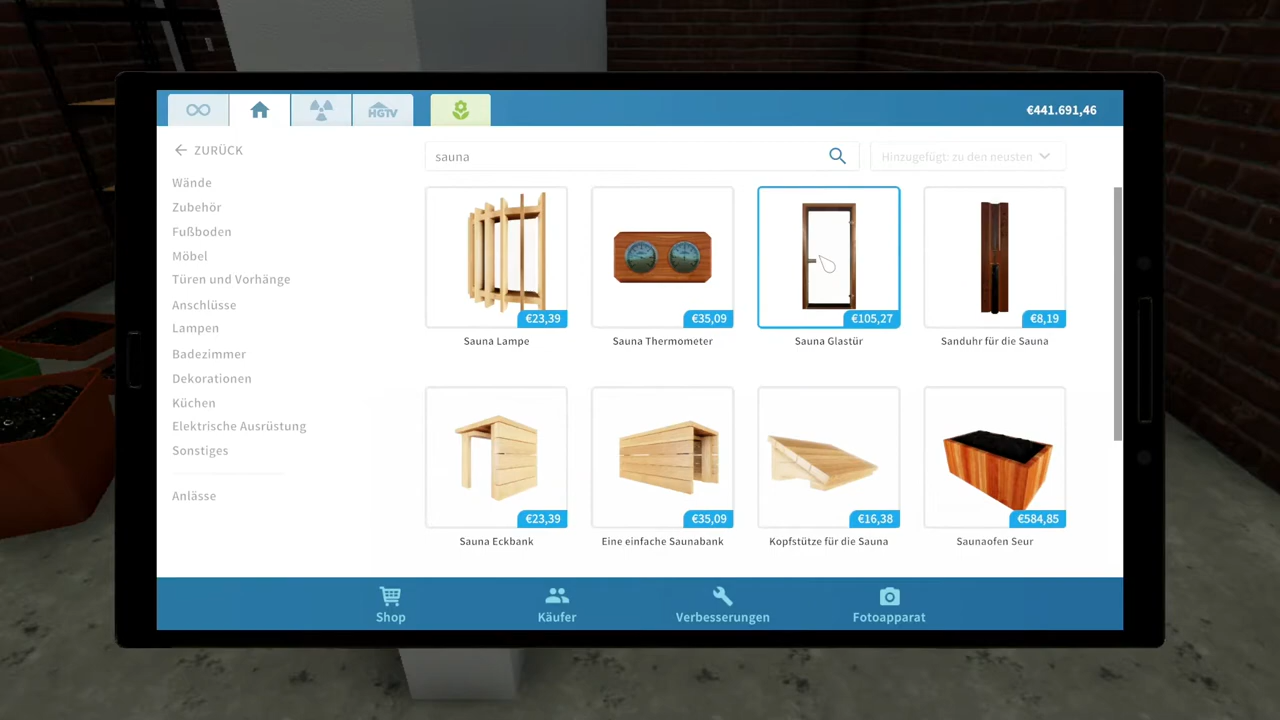 HGTV
€441.691,46
ZURÜCK
sauna
Hinzugefügt: zu den neusten
Wände
Zubehör
Fußboden
Möbel
Türen und Vorhänge
Anschlüsse
Lampen
Badezimmer
Dekorationen
Küchen
Elektrische Ausrüstung
Sonstiges
Anlässe
€23,39
Sauna Lampe
€35,09
Sauna Thermometer
€105,27
Sauna Glastür
€8,19
Sanduhr für die Sauna
€23,39
Sauna Eckbank
€35,09
Eine einfache Saunabank
€16,38
Kopfstütze für die Sauna
€584,85
Saunaofen Seur
Shop
Käufer
Verbesserungen
Fotoapparat